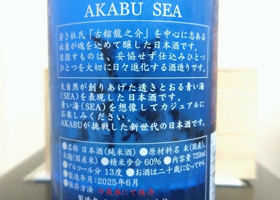 AKABU SEA
若き杜氏「古舘龍之介」を中心に志ある
社員が魂を込めて醸した日本酒です。
目指すものは、妥協せず仕込みひとつ
ひとつを大切に日々進化する酒造り。
大自然が創りあげた透きとおる青い海
(SEA)を表現した日本酒です。
青い海(SEA)を想像してカジュアルに
お楽しみください。
AKABUが挑戦した新世代の日本酒です。
●名称 日本酒(純米酒) ●原材料名 米(国産)、
米麹(国産米) ●精米歩合 60% ●内容量 720ml
●アルコール分 13度 ●お酒は二十歳になってから
●製造年月 2025年6月
●保存方法